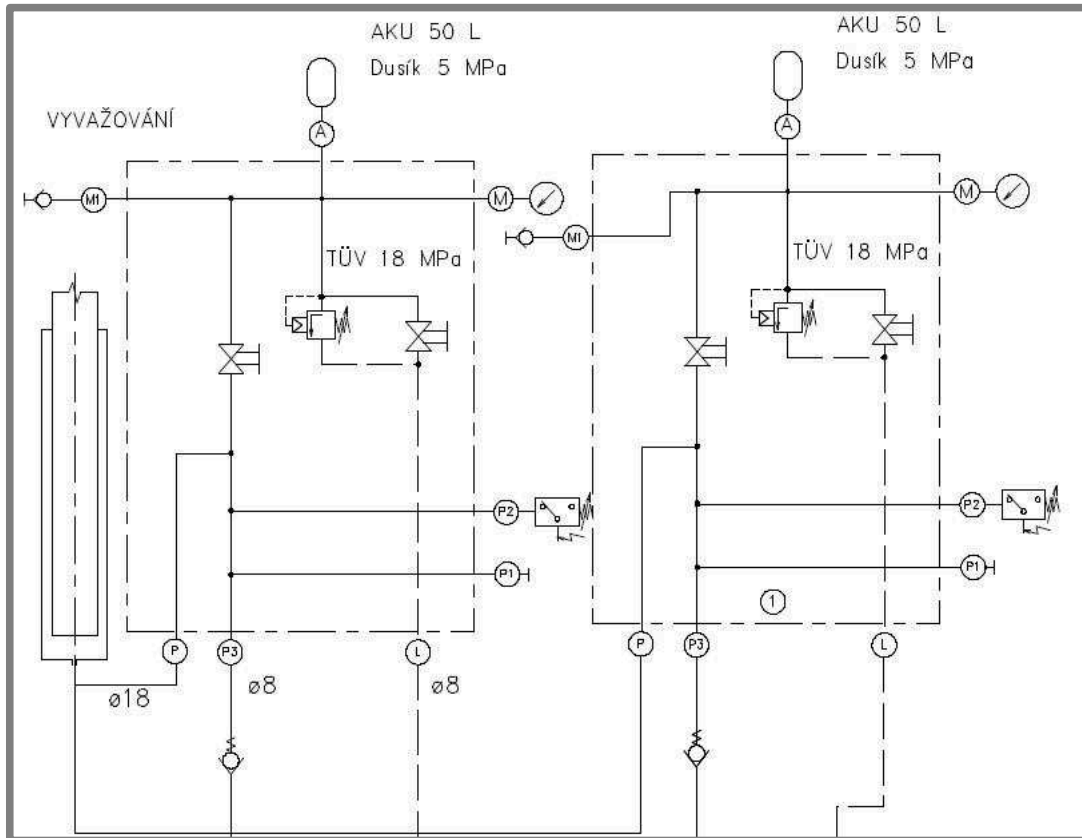 AKU 50 L
Dusík 5 MPa
AKU 50 L
Dusík 5 MPa
VYVAŽOVÁNÍ
A
A
M1
M
M
M1
TÜV 18 MPa
TÜV 18 MPa
P2
P2
P1
P1
1
P
P3
L
P
P3
L
ø18
ø8
ø8